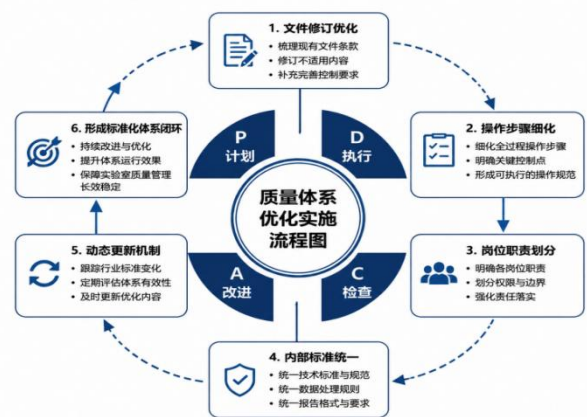 1. 文件修订优化
• 梳理现有文件条款
• 修订不适用内容
• 补充完善控制要求
2. 操作步骤细化
• 细化全过程操作步骤
• 明确关键控制点
• 形成可执行的操作规范
3. 岗位职责划分
• 明确各岗位职责
• 划分权限与边界
• 强化责任落实
4. 内部标准统一
• 统一技术标准与规范
• 统一数据处理规则
• 统一报告格式与要求
5. 动态更新机制
• 跟踪行业标准变化
• 定期评估体系有效性
• 及时更新优化内容
6. 形成标准化体系闭环
• 持续改进与优化
• 提升体系运行效果
• 保障实验室质量管理
长效稳定
P
计划
D
执行
C
检查
A
改进
质量体系
优化实施
流程图